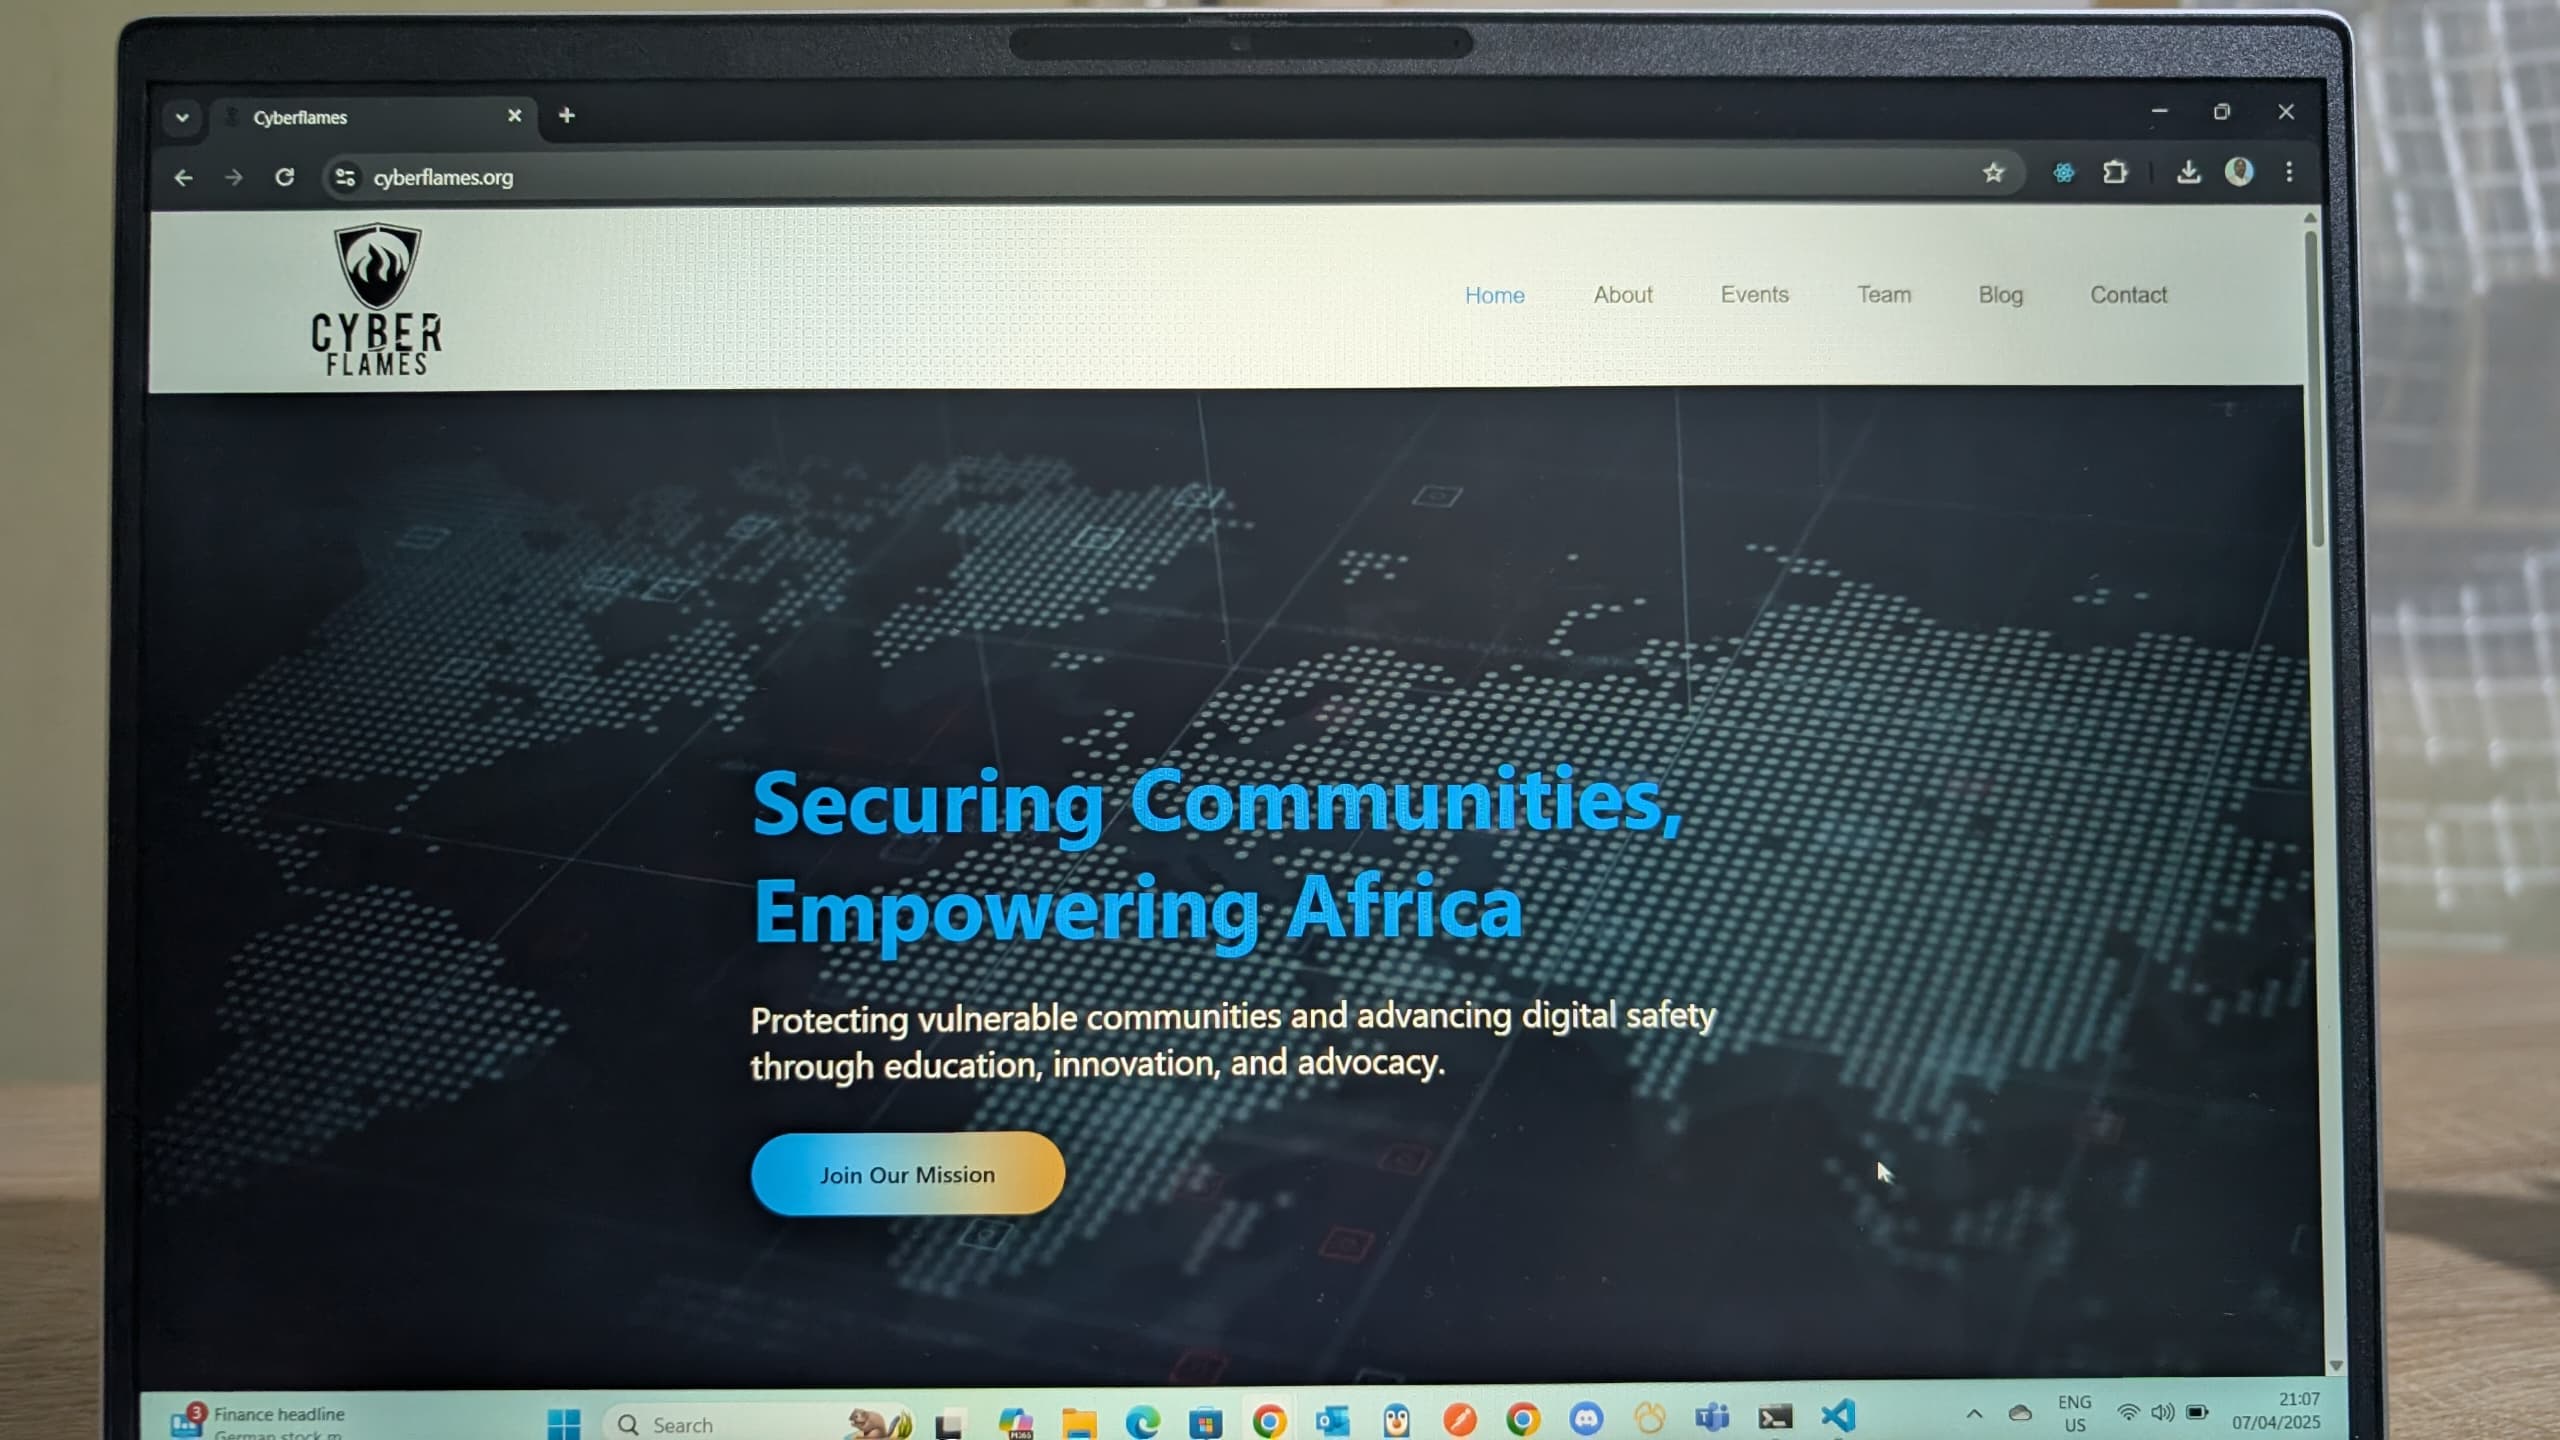 Cyberflames
cyberflames.org
CYBER
FLAMES
Home About Events Team Blog Contact
Securing Communities,
Empowering Africa
Protecting vulnerable communities and advancing digital safety
through education, innovation, and advocacy.
Join Our Mission
3
Finance headline
German stock m
Search
M365
ENG
US
21:07
07/04/2025